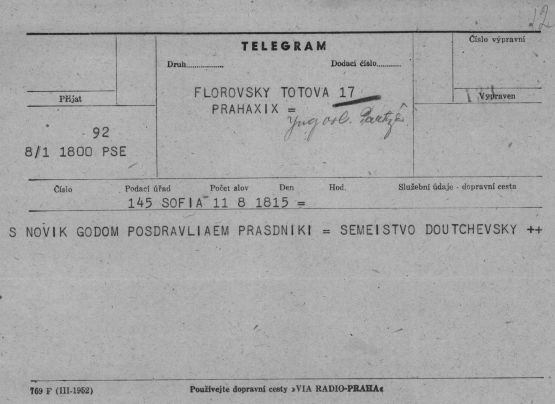 12
TELEGRAM
Číslo výpravní
Druh............ Dodací číslo............
FLOROVSKY TOTOVA 17
Přijat
PRAHAXIX =
Vypraven
92
8/1 1800 PSE
Číslo Podací úřad Počet slov Den Hod. Služební údaje - dopravní cesta
145 SOFIA 11 8 1815 =
S NOVIK GODOM POSDRAVLIAEM PRASDNIKI = SEMEISTVO DOUTCHEVSKY ++
769 F (III-1952) Používejte dopravní cesty »VIA RADIO-PRAHA«